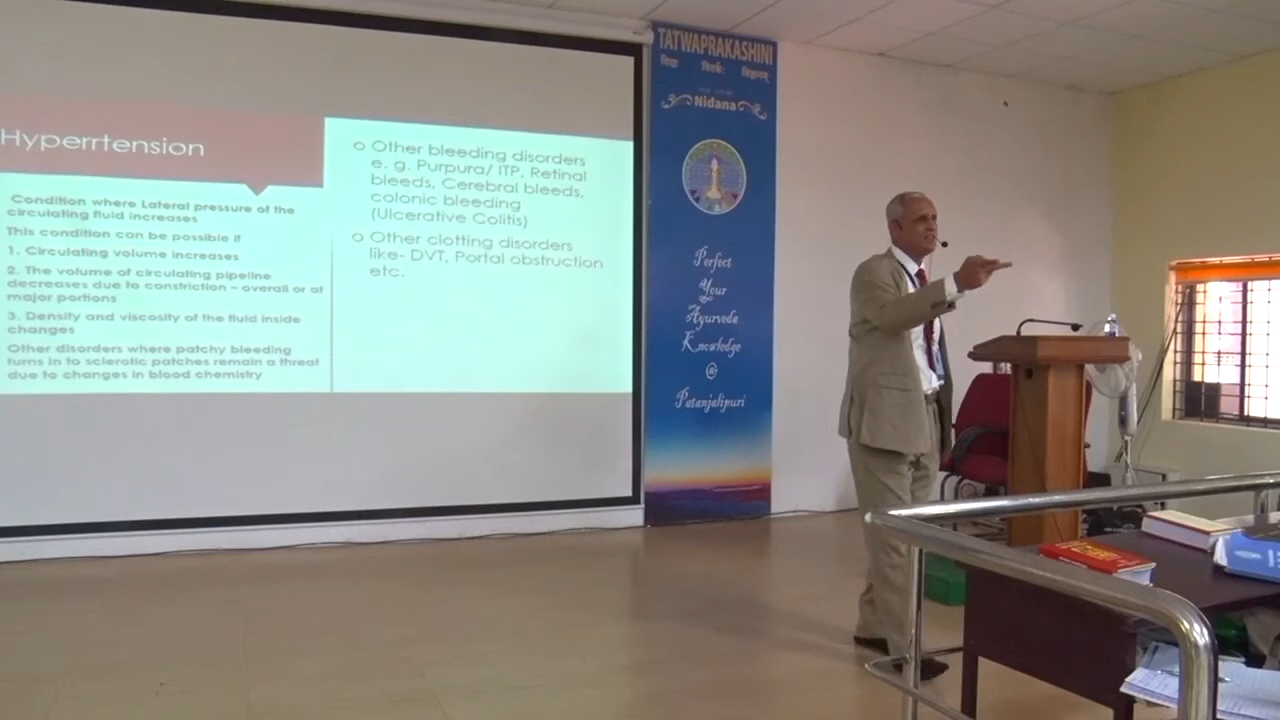 Hyperrtension
Condition where Lateral pressure of the
circulating fluid increases
This condition can be possible if
1. Circulating volume increases
2. The volume of circulating pipeline
decreases due to constriction – overall or at
major portions
3. Density and viscosity of the fluid inside
changes
Other disorders where patchy bleeding
turns in to sclerotic patches remain a threat
due to changes in blood chemistry
Other bleeding disorders
e. g. Purpura/ ITP, Retinal
bleeds, Cerebral bleeds,
colonic bleeding
(Ulcerative Colitis)
Other clotting disorders
like- DVT, Portal obstruction
etc.
TATWAPRAKASHINI
Nidana
Perfect
Your
Ayurveda
Knowledge
@
Patanjalipuri